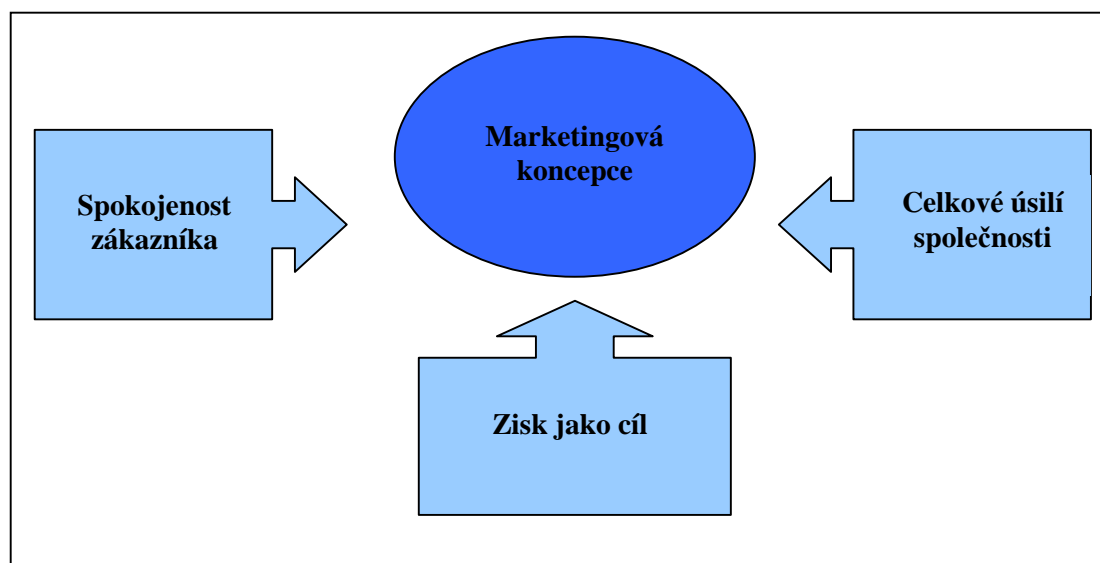 Marketingová
koncepce
Spokojenost
zákazníka
Celkové úsilí
společnosti
Zisk jako cíl